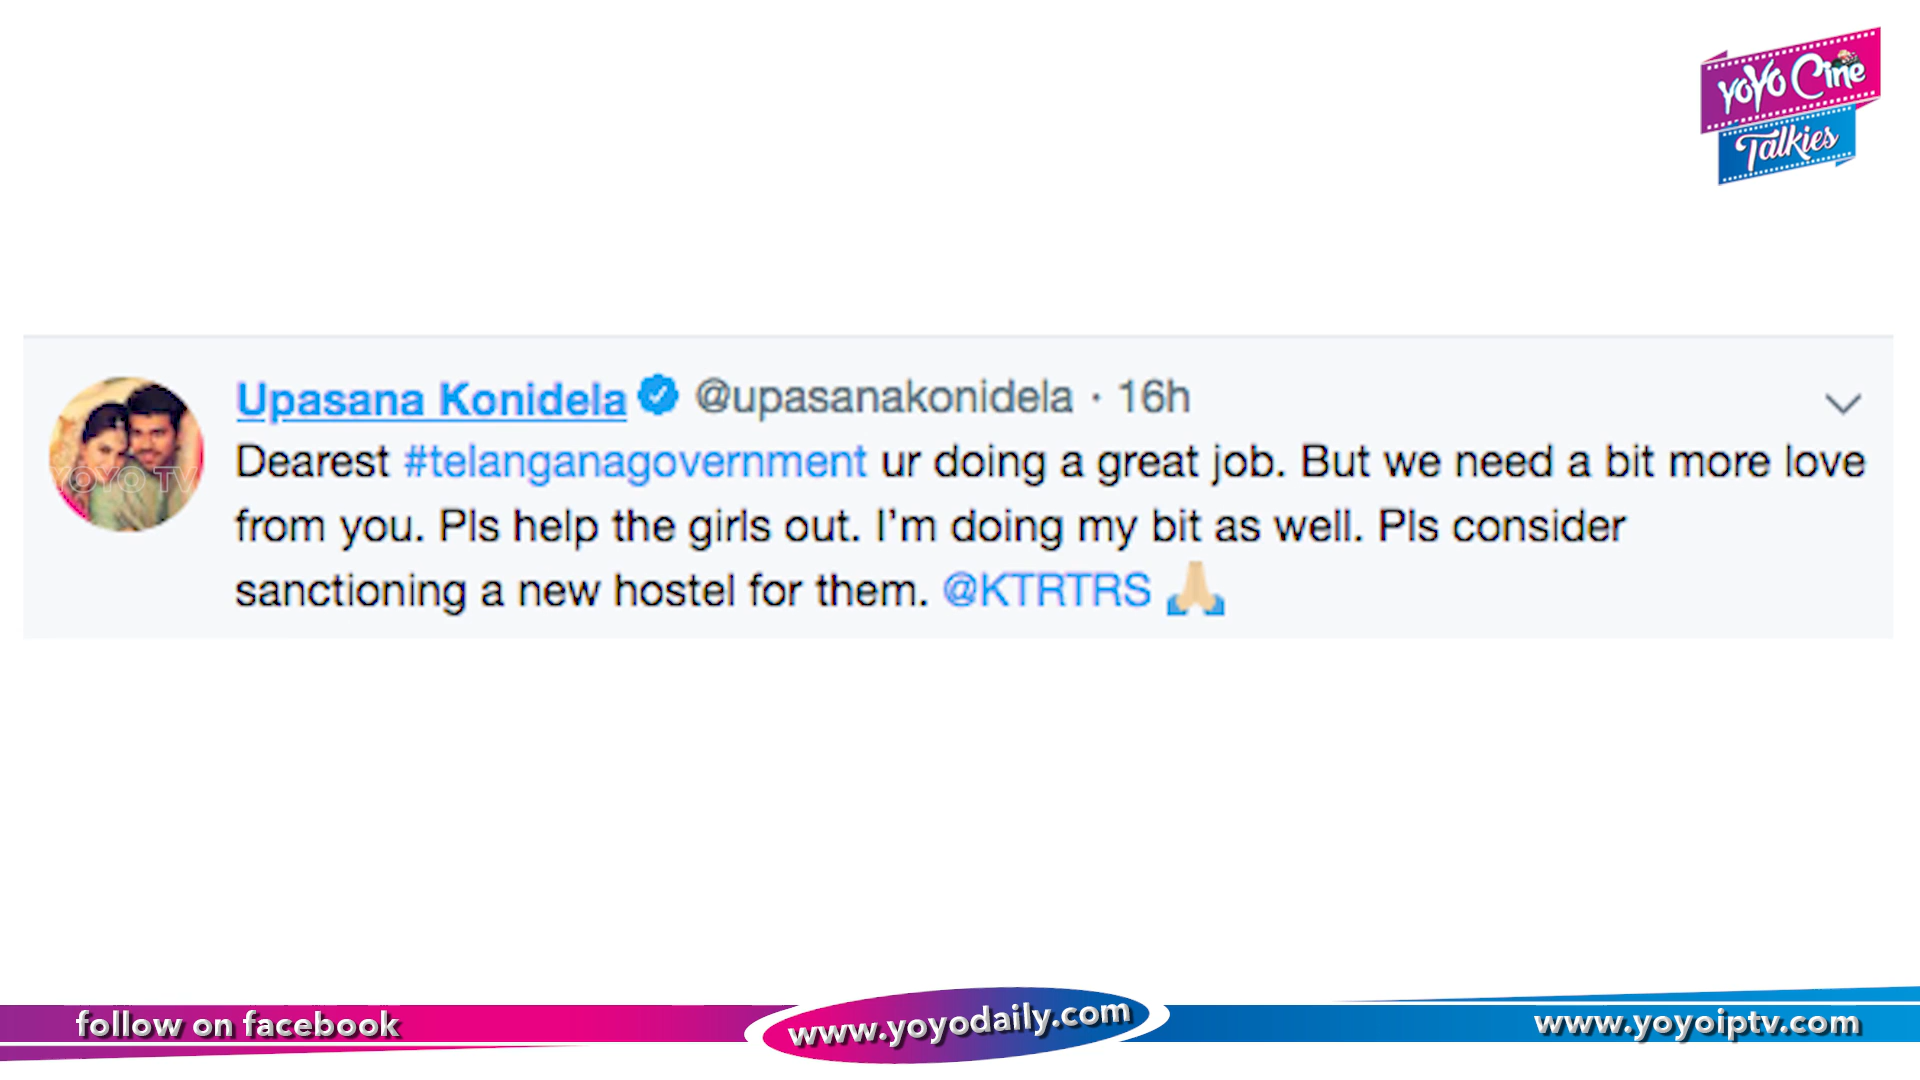 YOYO Cine
Talkies
Upasana Konidela @upasanakonidela · 16h
Dearest #telanganagovernment ur doing a great job. But we need a bit more love
from you. Pls help the girls out. I’m doing my bit as well. Pls consider
sanctioning a new hostel for them. @KTRTRS 🙏🏼
YOYO TV
follow on facebook
www.yoyodaily.com
www.yoyoiptv.com